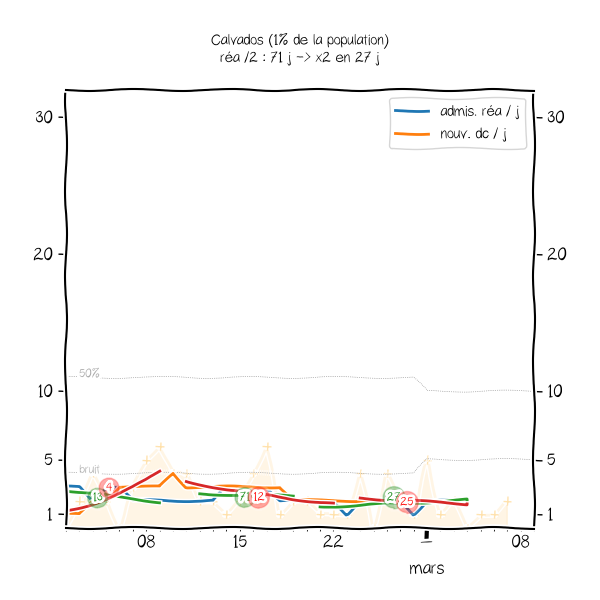 Calvados (1% de la population)
réa /2 : 71 j -> x2 en 27 j
admis. réa / j
nouv. dc / j
30 30
20 20
50%
10 10
5 5
bruit
4
13 71 12 27 25
1 1
08 15 22 1 08
mars